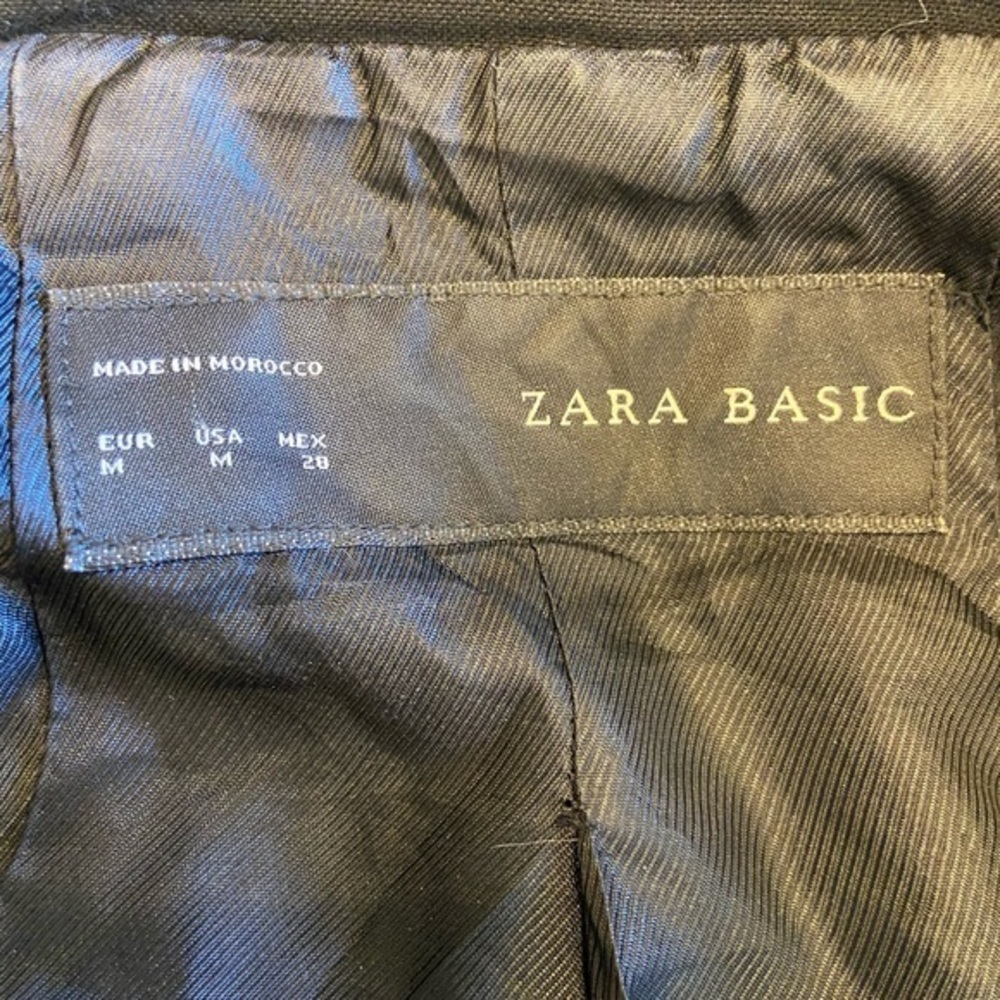 MADE IN MOROCCO
ZARA BASIC
EUR USA MEX
M M 28